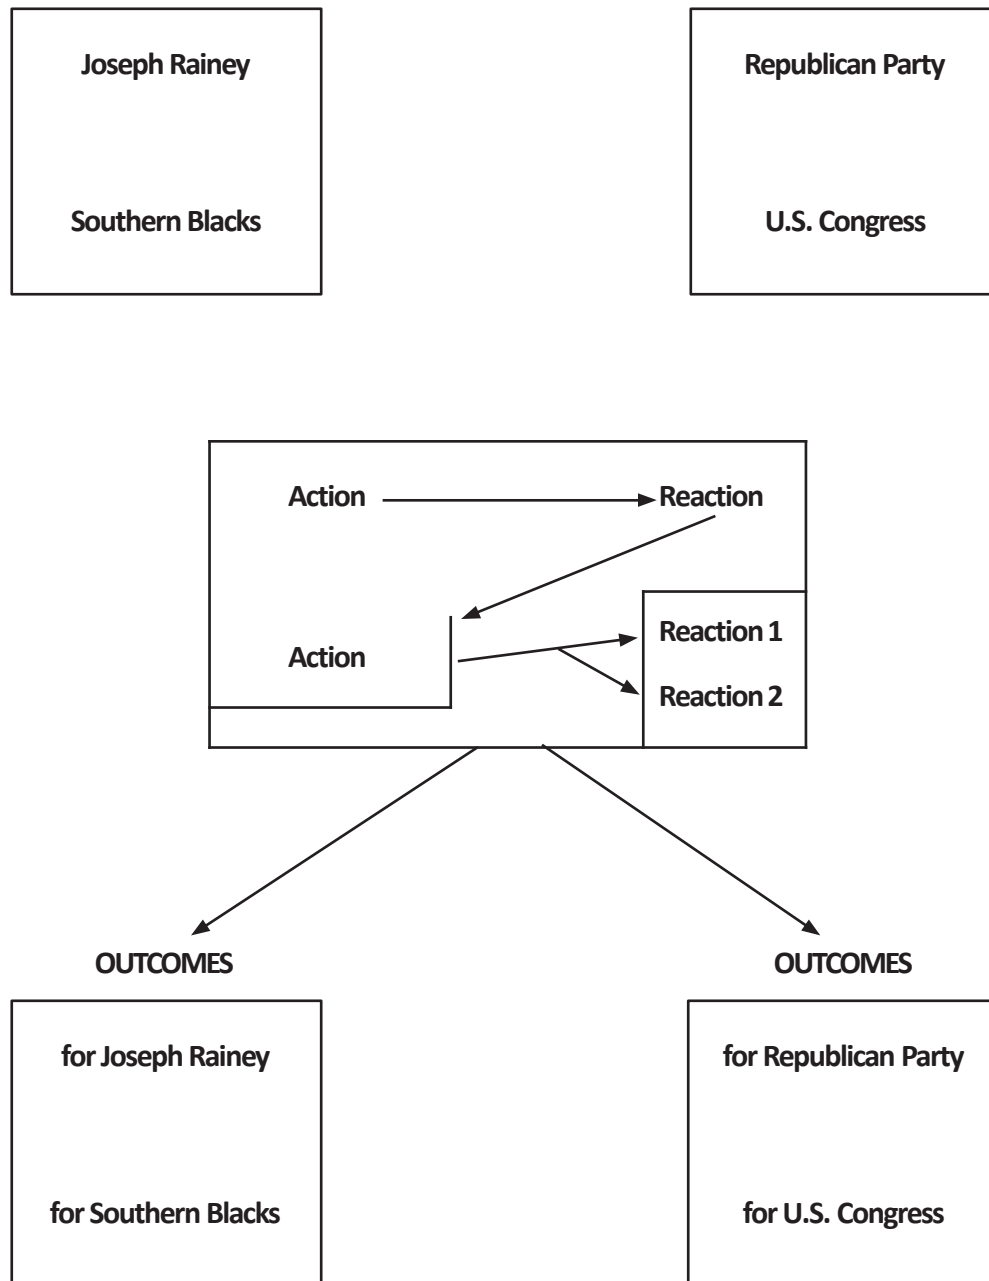 Joseph Rainey
Southern Blacks
Republican Party
U.S. Congress
Action
Reaction
Action
Reaction 1
Reaction 2
OUTCOMES
for Joseph Rainey
for Southern Blacks
OUTCOMES
for Republican Party
for U.S. Congress